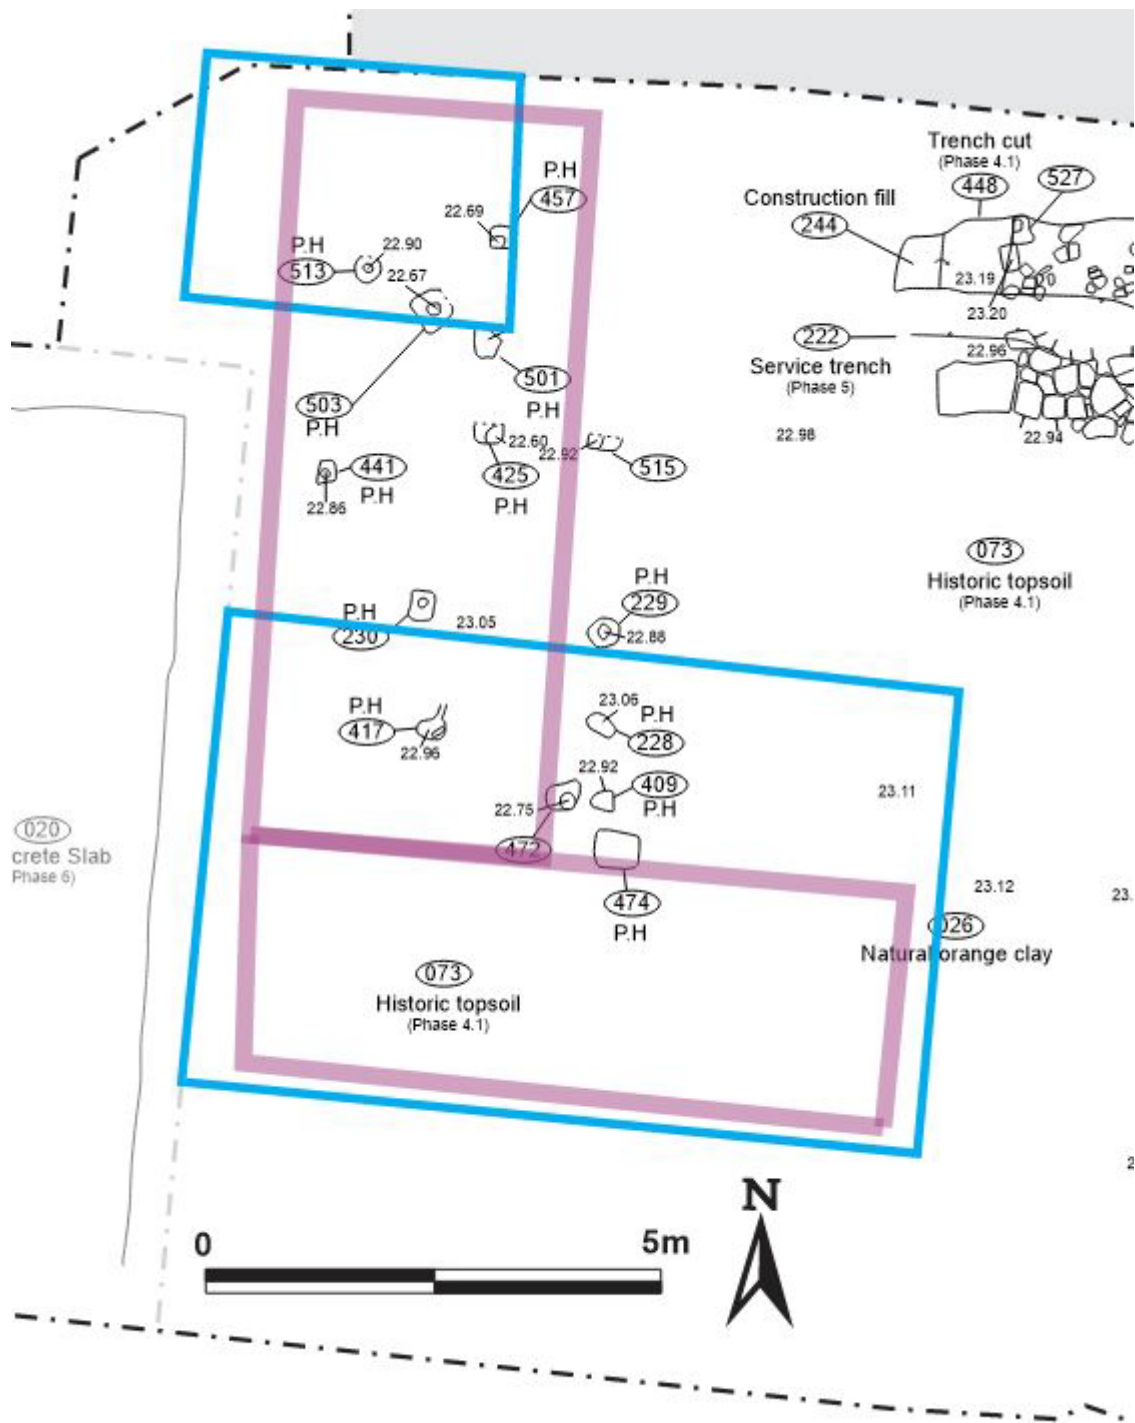 Trench cut
(Phase 4.1)
448
527
P.H
457
Construction fill
244
22.69
P.H
22.90
513
22.67
23.19
23.20
222
22.96
Service trench
(Phase 5)
501
P.H
503
P.H
22.98
22.94
22.60
22.92
441
P.H
425
P.H
515
22.86
073
Historic topsoil
(Phase 4.1)
P.H
229
P.H
230
23.05
22.88
23.06
P.H
P.H
417
228
22.96
22.92
409
P.H
23.11
22.75
020
472
crete Slab
Phase 6)
23.12
23.
474
P.H
026
Natural orange clay
073
Historic topsoil
(Phase 4.1)
2
N
0
5m